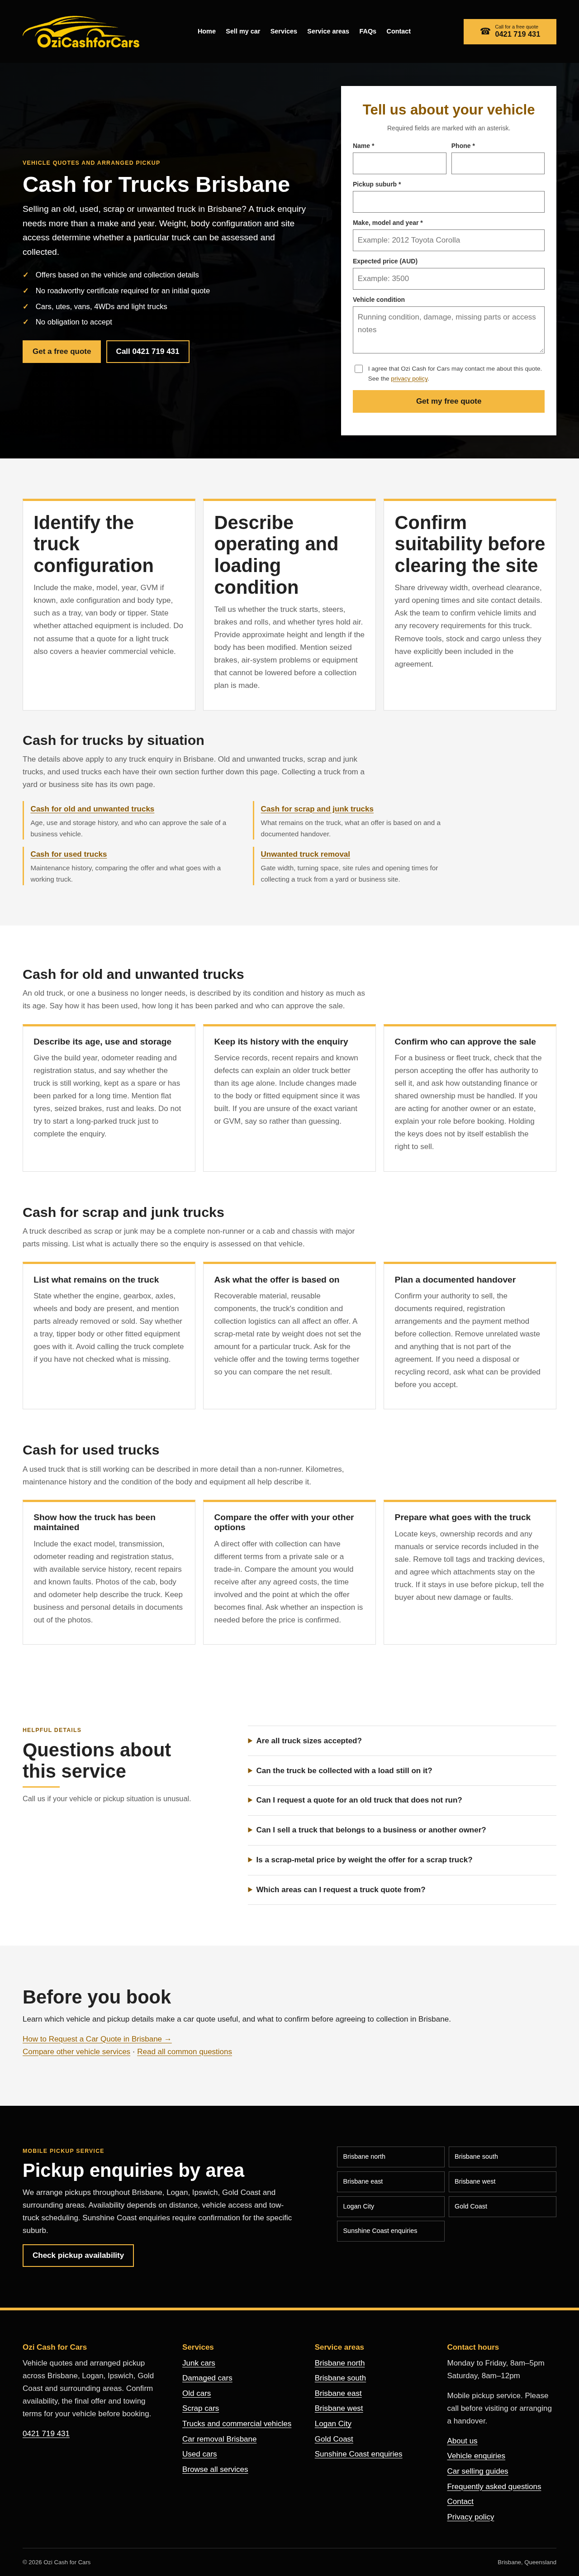 OziCashforCars
Home Sell my car Services Service areas FAQs Contact
Call for a free quote
0421 719 431
VEHICLE QUOTES AND ARRANGED PICKUP
Cash for Trucks Brisbane
Selling an old, used, scrap or unwanted truck in Brisbane? A truck enquiry
needs more than a make and year. Weight, body configuration and site
access determine whether a particular truck can be assessed and
collected.
✓ Offers based on the vehicle and collection details
✓ No roadworthy certificate required for an initial quote
✓ Cars, utes, vans, 4WDs and light trucks
✓ No obligation to accept
Get a free quote
Call 0421 719 431
Tell us about your vehicle
Required fields are marked with an asterisk.
Name *
Phone *
Pickup suburb *
Make, model and year *
Example: 2012 Toyota Corolla
Expected price (AUD)
Example: 3500
Vehicle condition
Running condition, damage, missing parts or access
notes
I agree that Ozi Cash for Cars may contact me about this quote.
See the privacy policy.
Get my free quote
Identify the
truck
configuration
Include the make, model, year, GVM if
known, axle configuration and body type,
such as a tray, van body or tipper. State
whether attached equipment is included. Do
not assume that a quote for a light truck
also covers a heavier commercial vehicle.
Describe
operating and
loading
condition
Tell us whether the truck starts, steers,
brakes and rolls, and whether tyres hold air.
Provide approximate height and length if the
body has been modified. Mention seized
brakes, air-system problems or equipment
that cannot be lowered before a collection
plan is made.
Confirm
suitability before
clearing the site
Share driveway width, overhead clearance,
yard opening times and site contact details.
Ask the team to confirm vehicle limits and
any recovery requirements for this truck.
Remove tools, stock and cargo unless they
have explicitly been included in the
agreement.
Cash for trucks by situation
The details above apply to any truck enquiry in Brisbane. Old and unwanted trucks, scrap and junk
trucks, and used trucks each have their own section further down this page. Collecting a truck from a
yard or business site has its own page.
Cash for old and unwanted trucks
Age, use and storage history, and who can approve the sale of a
business vehicle.
Cash for scrap and junk trucks
What remains on the truck, what an offer is based on and a
documented handover.
Cash for used trucks
Maintenance history, comparing the offer and what goes with a
working truck.
Unwanted truck removal
Gate width, turning space, site rules and opening times for
collecting a truck from a yard or business site.
Cash for old and unwanted trucks
An old truck, or one a business no longer needs, is described by its condition and history as much as
its age. Say how it has been used, how long it has been parked and who can approve the sale.
Describe its age, use and storage
Give the build year, odometer reading and
registration status, and say whether the
truck is still working, kept as a spare or has
been parked for a long time. Mention flat
tyres, seized brakes, rust and leaks. Do not
try to start a long-parked truck just to
complete the enquiry.
Keep its history with the enquiry
Service records, recent repairs and known
defects can explain an older truck better
than its age alone. Include changes made
to the body or fitted equipment since it was
built. If you are unsure of the exact variant
or GVM, say so rather than guessing.
Confirm who can approve the sale
For a business or fleet truck, check that the
person accepting the offer has authority to
sell it, and ask how outstanding finance or
shared ownership must be handled. If you
are acting for another owner or an estate,
explain your role before booking. Holding
the keys does not by itself establish the
right to sell.
Cash for scrap and junk trucks
A truck described as scrap or junk may be a complete non-runner or a cab and chassis with major
parts missing. List what is actually there so the enquiry is assessed on that vehicle.
List what remains on the truck
State whether the engine, gearbox, axles,
wheels and body are present, and mention
parts already removed or sold. Say whether
a tray, tipper body or other fitted equipment
goes with it. Avoid calling the truck complete
if you have not checked what is missing.
Ask what the offer is based on
Recoverable material, reusable
components, the truck's condition and
collection logistics can all affect an offer. A
scrap-metal rate by weight does not set the
amount for a particular truck. Ask for the
vehicle offer and the towing terms together
so you can compare the net result.
Plan a documented handover
Confirm your authority to sell, the
documents required, registration
arrangements and the payment method
before collection. Remove unrelated waste
and anything that is not part of the
agreement. If you need a disposal or
recycling record, ask what can be provided
before you accept.
Cash for used trucks
A used truck that is still working can be described in more detail than a non-runner. Kilometres,
maintenance history and the condition of the body and equipment all help describe it.
Show how the truck has been
maintained
Include the exact model, transmission,
odometer reading and registration status,
with available service history, recent repairs
and known faults. Photos of the cab, body
and odometer help describe the truck. Keep
business and personal details in documents
out of the photos.
Compare the offer with your other
options
A direct offer with collection can have
different terms from a private sale or a
trade-in. Compare the amount you would
receive after any agreed costs, the time
involved and the point at which the offer
becomes final. Ask whether an inspection is
needed before the price is confirmed.
Prepare what goes with the truck
Locate keys, ownership records and any
manuals or service records included in the
sale. Remove toll tags and tracking devices,
and agree which attachments stay on the
truck. If it stays in use before pickup, tell the
buyer about new damage or faults.
HELPFUL DETAILS
Questions about
this service
Call us if your vehicle or pickup situation is unusual.
Are all truck sizes accepted?
Can the truck be collected with a load still on it?
Can I request a quote for an old truck that does not run?
Can I sell a truck that belongs to a business or another owner?
Is a scrap-metal price by weight the offer for a scrap truck?
Which areas can I request a truck quote from?
Before you book
Learn which vehicle and pickup details make a car quote useful, and what to confirm before agreeing to collection in Brisbane.
How to Request a Car Quote in Brisbane →
Compare other vehicle services · Read all common questions
MOBILE PICKUP SERVICE
Pickup enquiries by area
We arrange pickups throughout Brisbane, Logan, Ipswich, Gold Coast and
surrounding areas. Availability depends on distance, vehicle access and tow-
truck scheduling. Sunshine Coast enquiries require confirmation for the specific
suburb.
Check pickup availability
Brisbane north
Brisbane south
Brisbane east
Brisbane west
Logan City
Gold Coast
Sunshine Coast enquiries
Ozi Cash for Cars
Vehicle quotes and arranged pickup
across Brisbane, Logan, Ipswich, Gold
Coast and surrounding areas. Confirm
availability, the final offer and towing
terms for your vehicle before booking.
0421 719 431
Services
Junk cars
Damaged cars
Old cars
Scrap cars
Trucks and commercial vehicles
Car removal Brisbane
Used cars
Browse all services
Service areas
Brisbane north
Brisbane south
Brisbane east
Brisbane west
Logan City
Gold Coast
Sunshine Coast enquiries
Contact hours
Monday to Friday, 8am–5pm
Saturday, 8am–12pm
Mobile pickup service. Please
call before visiting or arranging
a handover.
About us
Vehicle enquiries
Car selling guides
Frequently asked questions
Contact
Privacy policy
© 2026 Ozi Cash for Cars
Brisbane, Queensland